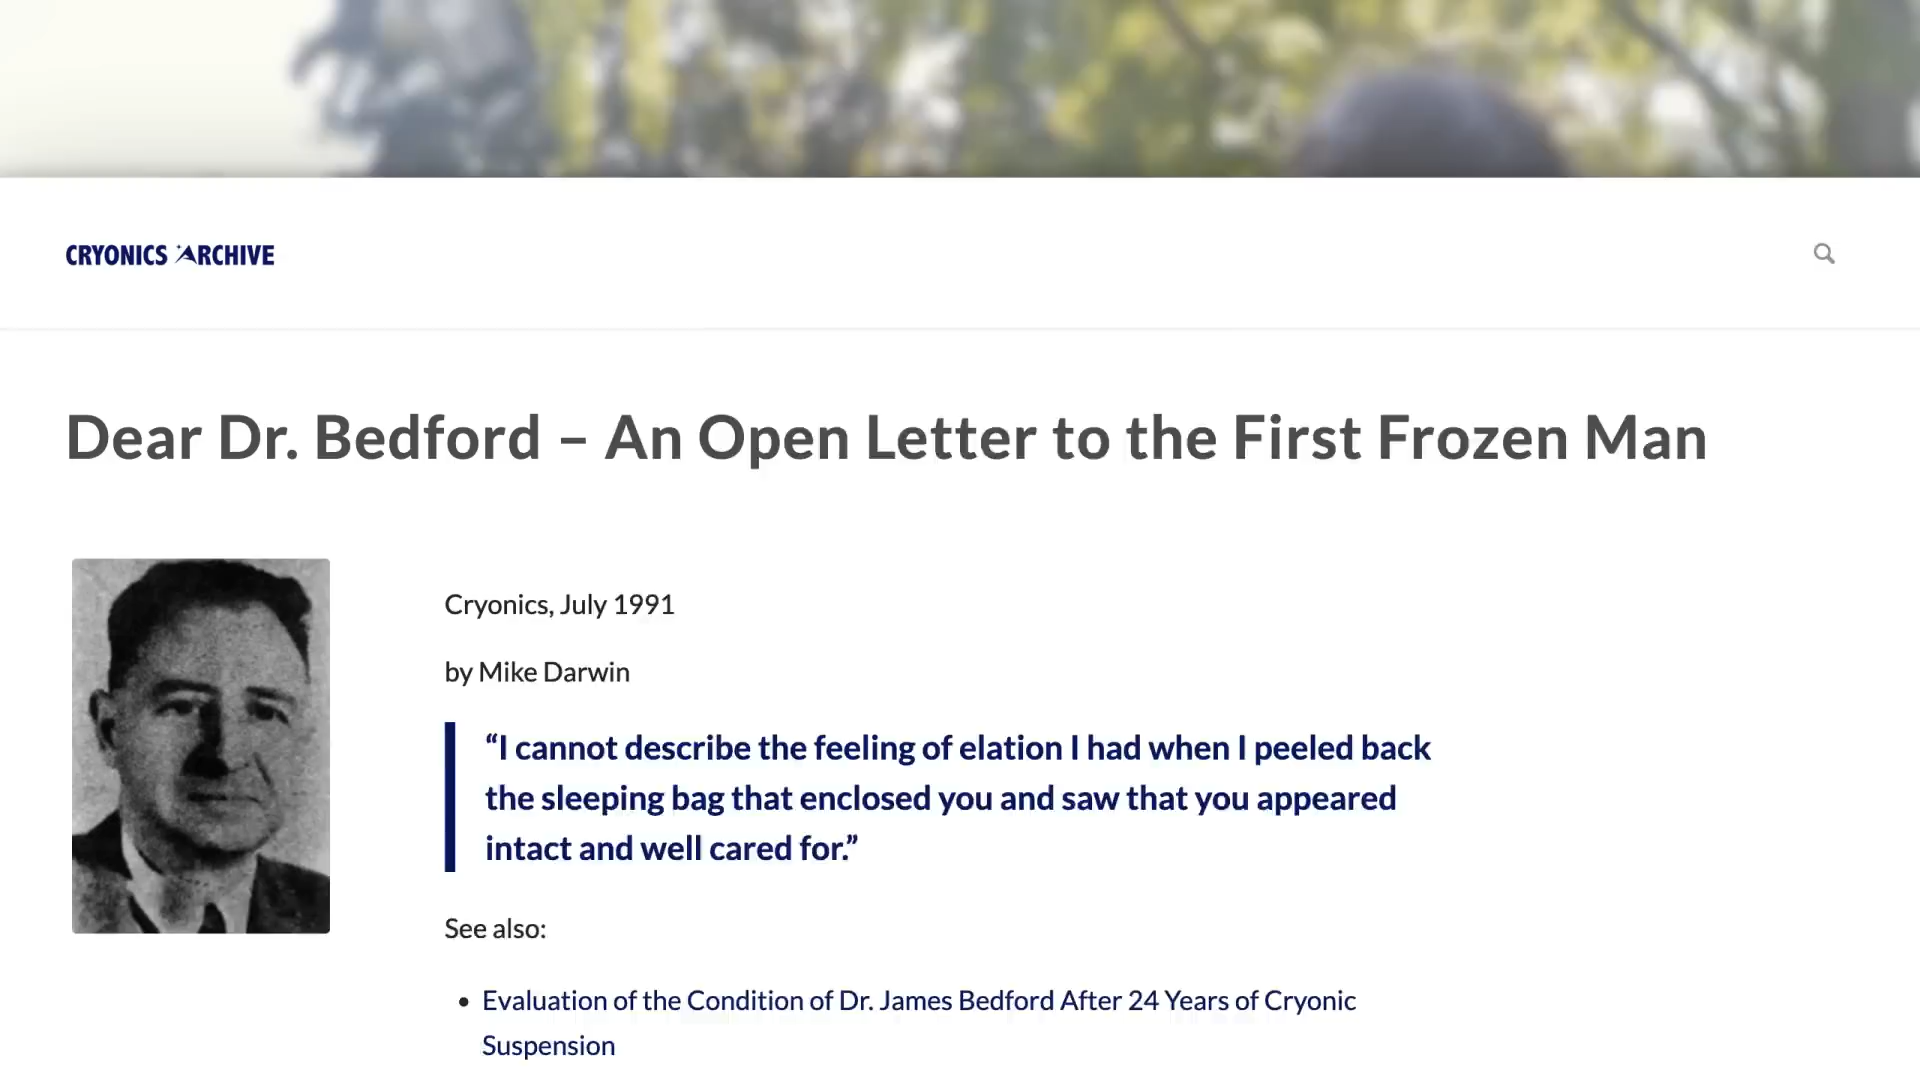 CRYONICS ARCHIVE
Dear Dr. Bedford – An Open Letter to the First Frozen Man
Cryonics, July 1991
by Mike Darwin
“I cannot describe the feeling of elation I had when I peeled back
the sleeping bag that enclosed you and saw that you appeared
intact and well cared for.”
See also:
• Evaluation of the Condition of Dr. James Bedford After 24 Years of Cryonic
Suspension